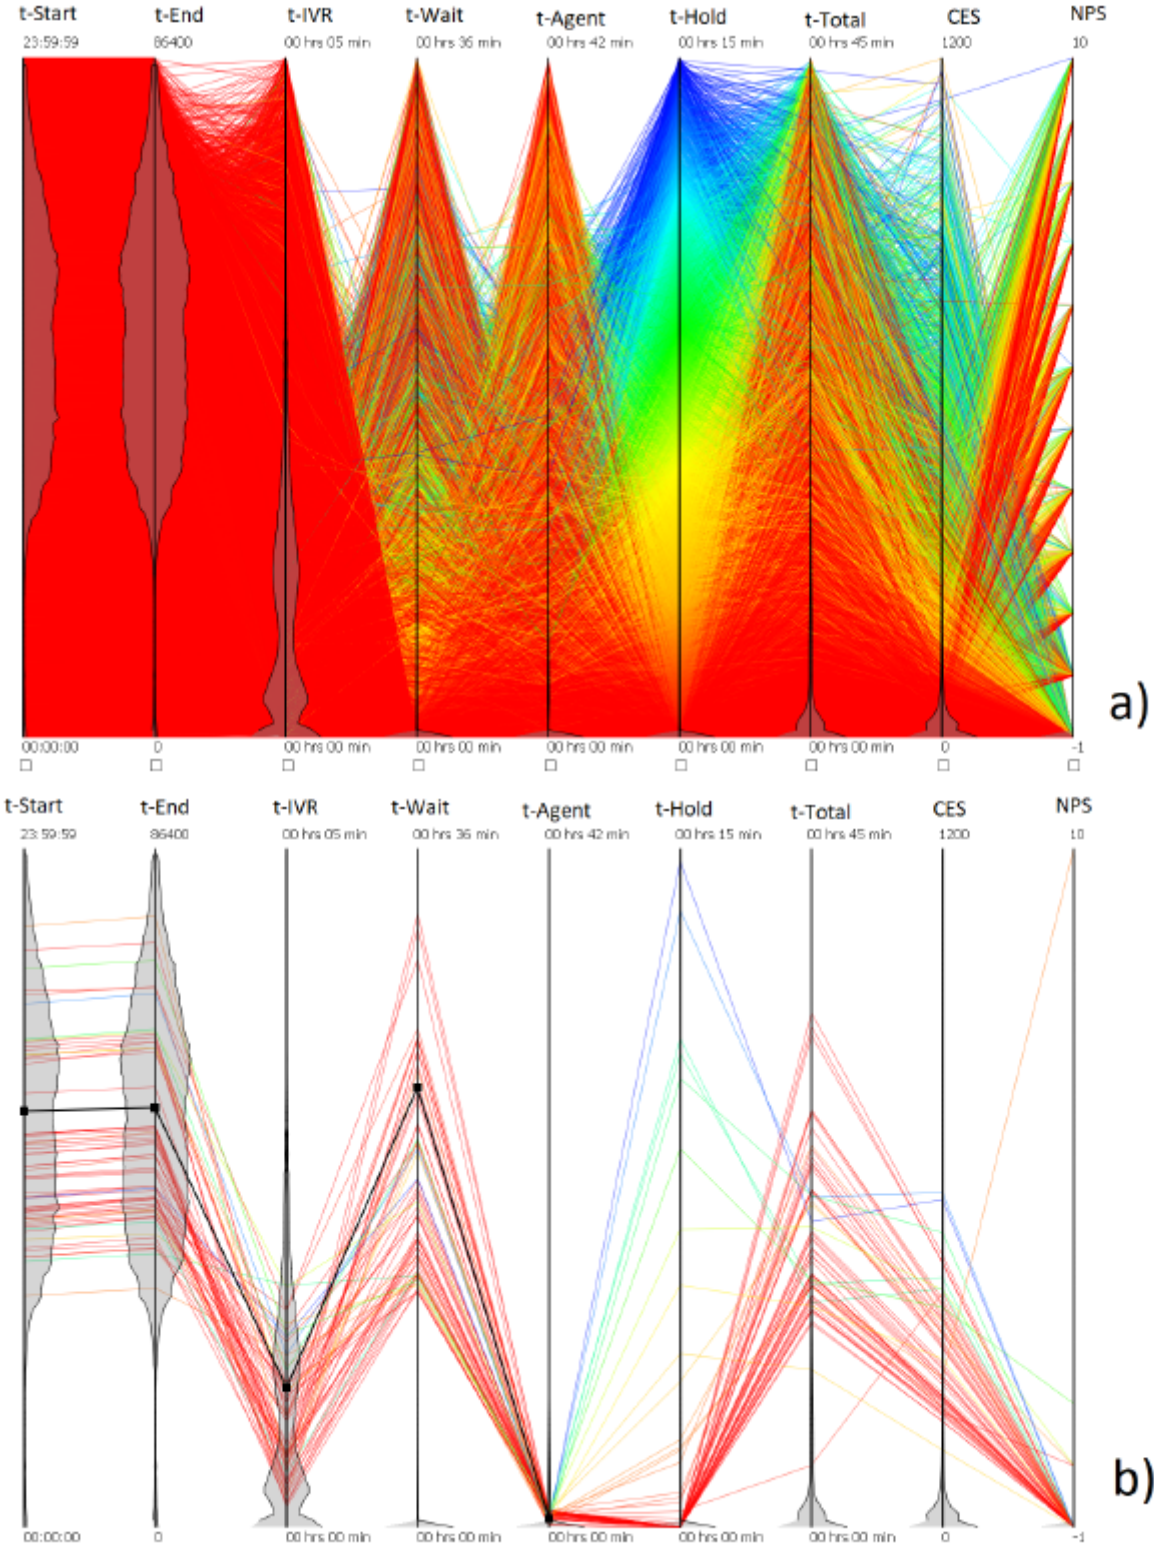 t-Start t-End t-IVR t-Wait t-Agent t-Hold t-Total CES NPS
23:59:59 86400 00 hrs 05 min 00 hrs 36 min 00 hrs 42 min 00 hrs 15 min 00 hrs 45 min 1200 10
a)
00:00:00 0 00 hrs 00 min 00 hrs 00 min 00 hrs 00 min 00 hrs 00 min 00 hrs 00 min 0 -1
t-Start t-End t-IVR t-Wait t-Agent t-Hold t-Total CES NPS
23:59:59 86400 00 hrs 05 min 00 hrs 36 min 00 hrs 42 min 00 hrs 15 min 00 hrs 45 min 1200 10
b)
00:00:00 0 00 hrs 00 min 00 hrs 00 min 00 hrs 00 min 00 hrs 00 min 00 hrs 00 min 0 -1